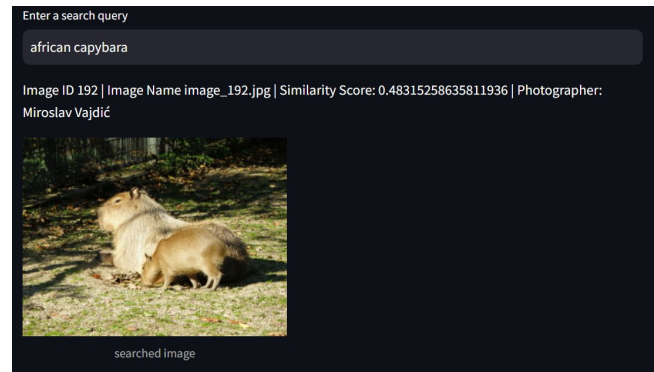 Enter a search query
african capybara
Image ID 192 | Image Name image_192.jpg | Similarity Score: 0.48315258635811936 | Photographer:
Miroslav Vajdić
searched image